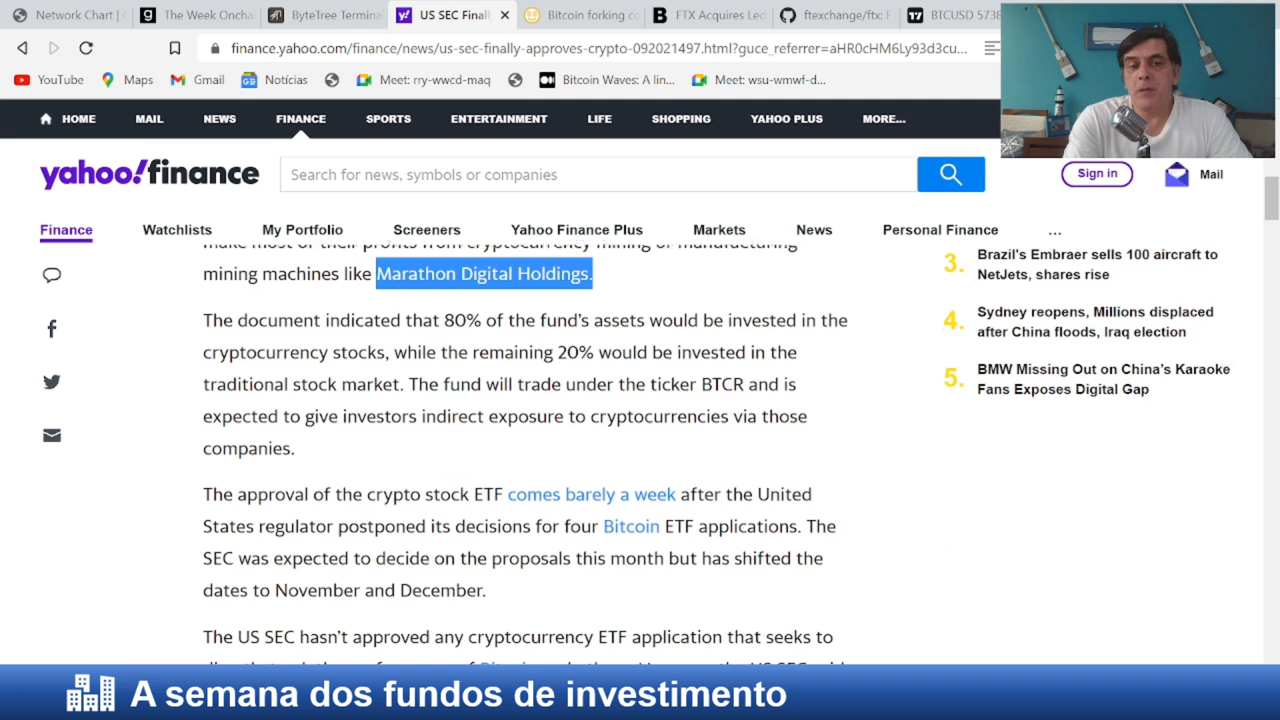 Network Chart | (
The Week Oncha
ByteTree Termina
US SEC Finall
Bitcoin forking co
FTX Acquires Led
ftexchange/ftx: F
BTCUSD 5738
finance.yahoo.com/finance/news/us-sec-finally-approves-crypto-092021497.html?guce_referrer=aHR0cHM6Ly93d3cu...
YouTube
Maps
Gmail
Notícias
Meet: rry-wwcd-maq
Bitcoin Waves: A lin...
Meet: wsu-wmwf-d...
HOME
MAIL
NEWS
FINANCE
SPORTS
ENTERTAINMENT
LIFE
SHOPPING
YAHOO PLUS
MORE...
yahoo!finance
Search for news, symbols or companies
Sign in
Mail
Finance
Watchlists
My Portfolio
Screeners
Yahoo Finance Plus
Markets
News
Personal Finance
...
make most of their profits from cryptocurrency mining or manufacturing
mining machines like Marathon Digital Holdings.
The document indicated that 80% of the fund's assets would be invested in the
cryptocurrency stocks, while the remaining 20% would be invested in the
traditional stock market. The fund will trade under the ticker BTCR and is
expected to give investors indirect exposure to cryptocurrencies via those
companies.
The approval of the crypto stock ETF comes barely a week after the United
States regulator postponed its decisions for four Bitcoin ETF applications. The
SEC was expected to decide on the proposals this month but has shifted the
dates to November and December.
The US SEC hasn't approved any cryptocurrency ETF application that seeks to
3. Brazil's Embraer sells 100 aircraft to
NetJets, shares rise
4. Sydney reopens, Millions displaced
after China floods, Iraq election
5. BMW Missing Out on China's Karaoke
Fans Exposes Digital Gap
A semana dos fundos de investimento